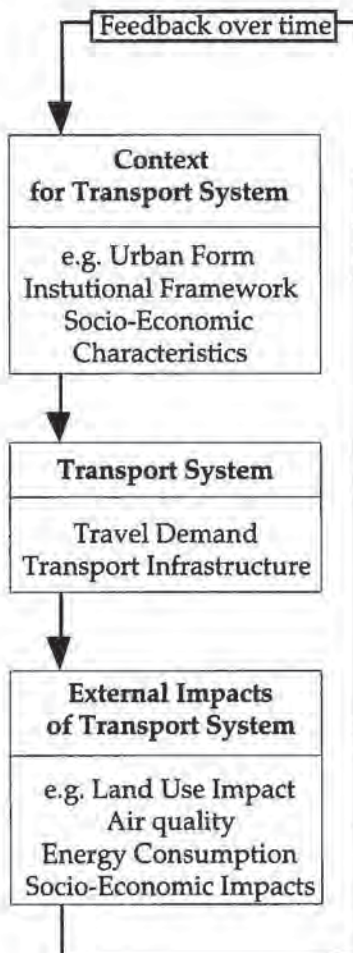 Feedback over time
Context
for Transport System
e.g. Urban Form
Instutional Framework
Socio-Economic
Characteristics
Transport System
Travel Demand
Transport Infrastructure
External Impacts
of Transport System
e.g. Land Use Impact
Air quality
Energy Consumption
Socio-Economic Impacts